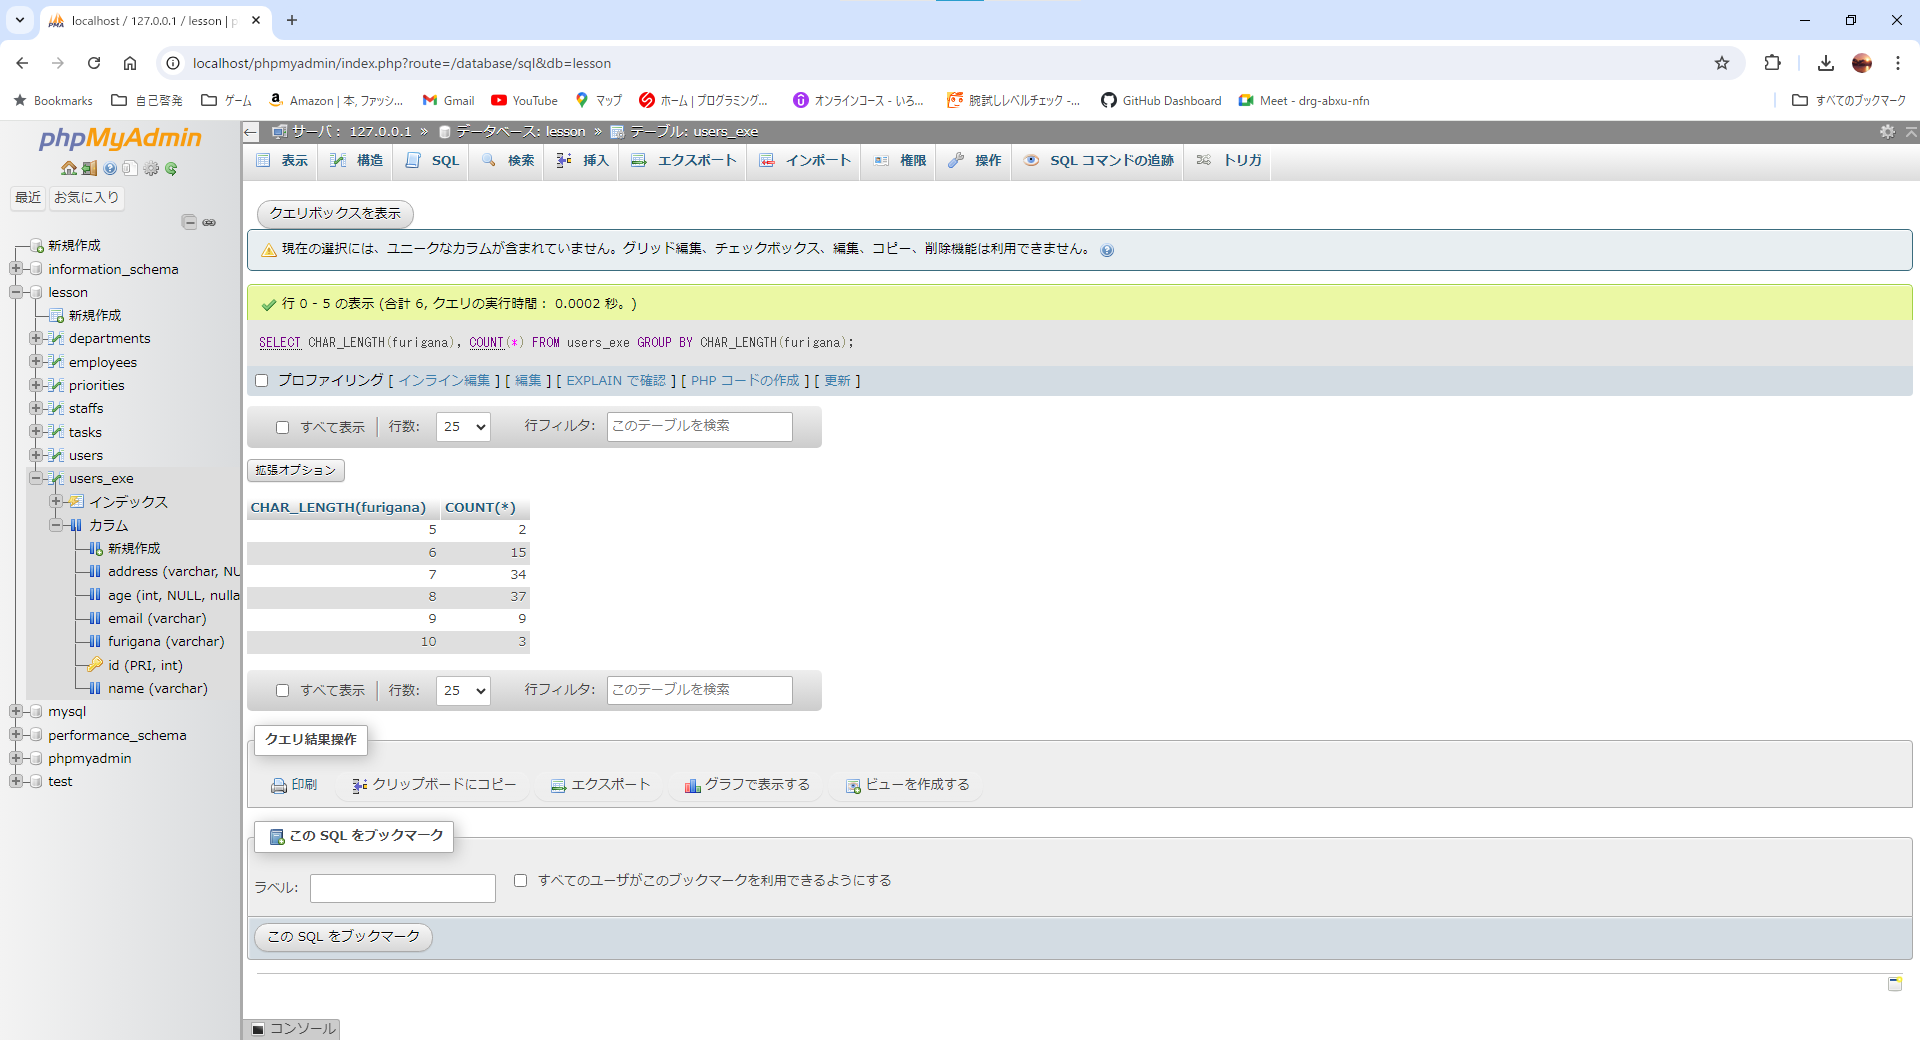 localhost / 127.0.0.1 / lesson | p
localhost/phpmyadmin/index.php?route=/database/sql&db=lesson
Bookmarks 自己啓発 ゲーム Amazon | 本, ファッシ... Gmail YouTube マップ ホーム | プログラミング... オンラインコース - いろ... 腕試しレベルチェック -... GitHub Dashboard Meet - drg-abxu-nfn すべてのブックマーク
phpMyAdmin
最近 お気に入り
新規作成
information_schema
lesson
新規作成
departments
employees
priorities
staffs
tasks
users
users_exe
インデックス
カラム
新規作成
address (varchar, NU
age (int, NULL, nulla
email (varchar)
furigana (varchar)
id (PRI, int)
name (varchar)
mysql
performance_schema
phpmyadmin
test
サーバ: 127.0.0.1 » データベース: lesson » テーブル: users_exe
表示 構造 SQL 検索 挿入 エクスポート インポート 権限 操作 SQL コマンドの追跡 トリガ
クエリボックスを表示
現在の選択には、ユニークなカラムが含まれていません。グリッド編集、チェックボックス、編集、コピー、削除機能は利用できません。
行 0 - 5 の表示 (合計 6, クエリの実行時間: 0.0002 秒。)
SELECT CHAR_LENGTH(furigana), COUNT(*) FROM users_exe GROUP BY CHAR_LENGTH(furigana);
プロファイリング [ インライン編集 ] [ 編集 ] [ EXPLAIN で確認 ] [ PHP コードの作成 ] [ 更新 ]
すべて表示 行数: 25 行フィルタ: このテーブルを検索
拡張オプション
CHAR_LENGTH(furigana) COUNT(*)
5 2
6 15
7 34
8 37
9 9
10 3
すべて表示 行数: 25 行フィルタ: このテーブルを検索
クエリ結果操作
印刷 クリップボードにコピー エクスポート グラフで表示する ビューを作成する
この SQL をブックマーク
ラベル: すべてのユーザがこのブックマークを利用できるようにする
この SQL をブックマーク
コンソール